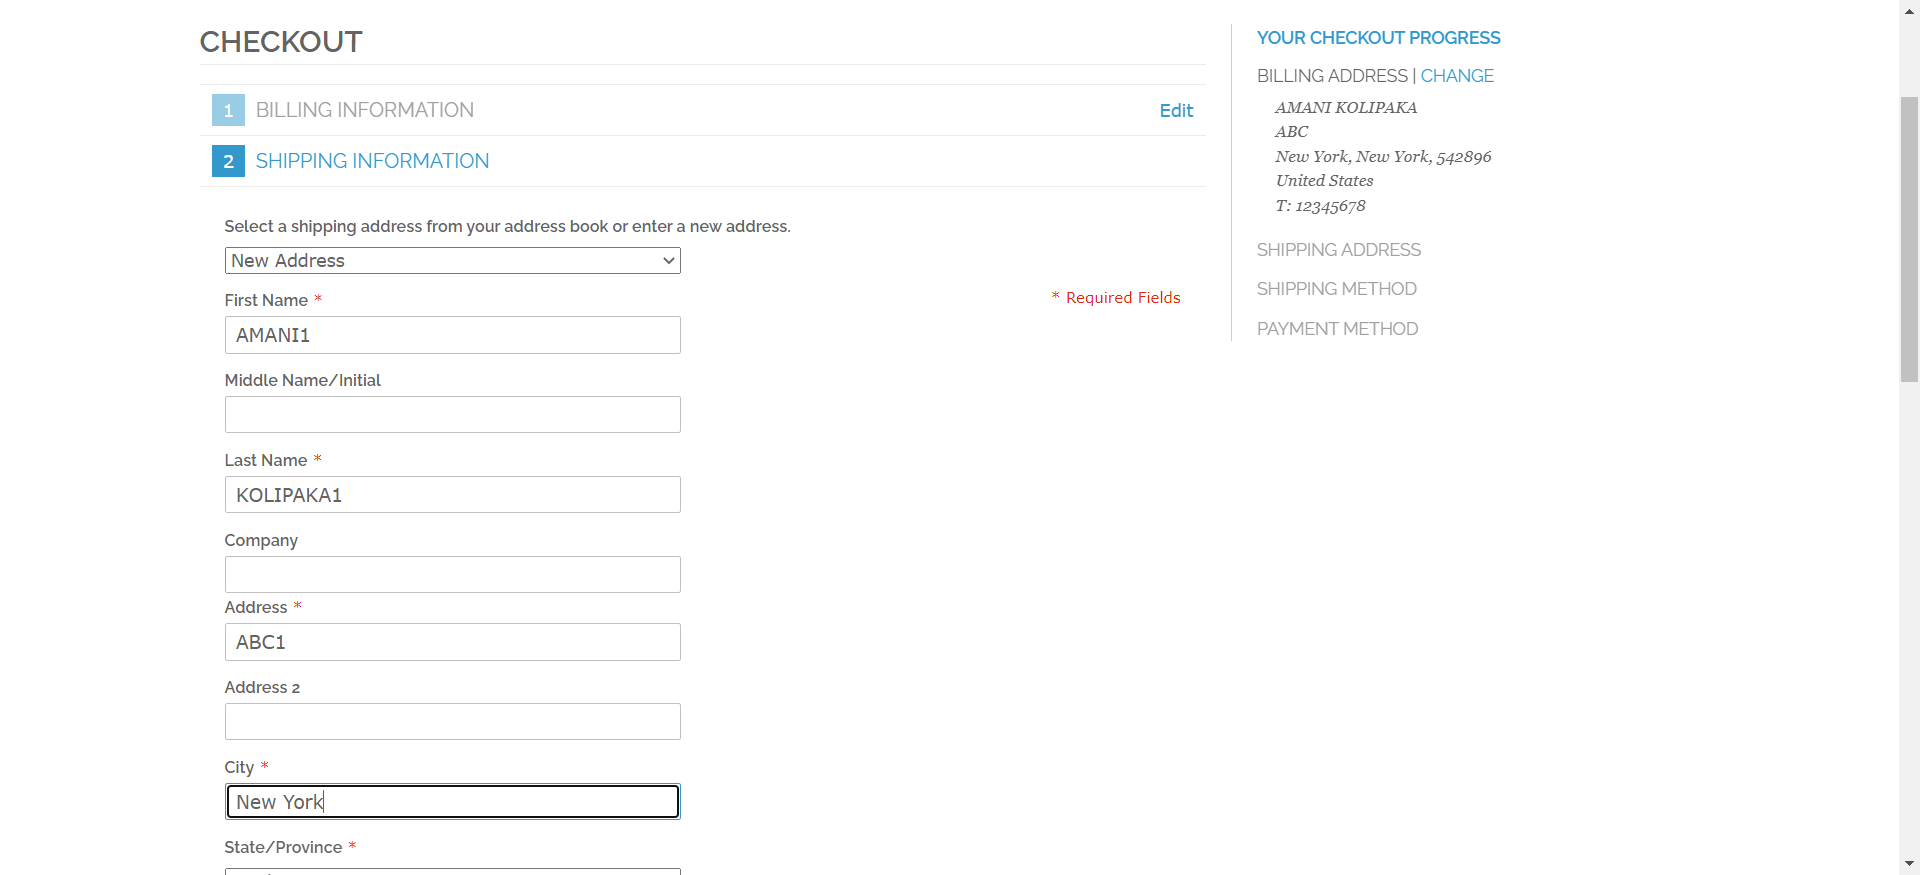 CHECKOUT
1 BILLING INFORMATION Edit
2 SHIPPING INFORMATION
Select a shipping address from your address book or enter a new address.
New Address
First Name *
* Required Fields
AMANI1
Middle Name/Initial
Last Name *
KOLIPAKA1
Company
Address *
ABC1
Address 2
City *
New York
State/Province *
YOUR CHECKOUT PROGRESS
BILLING ADDRESS | CHANGE
AMANI KOLIPAKA
ABC
New York, New York, 542896
United States
T: 12345678
SHIPPING ADDRESS
SHIPPING METHOD
PAYMENT METHOD